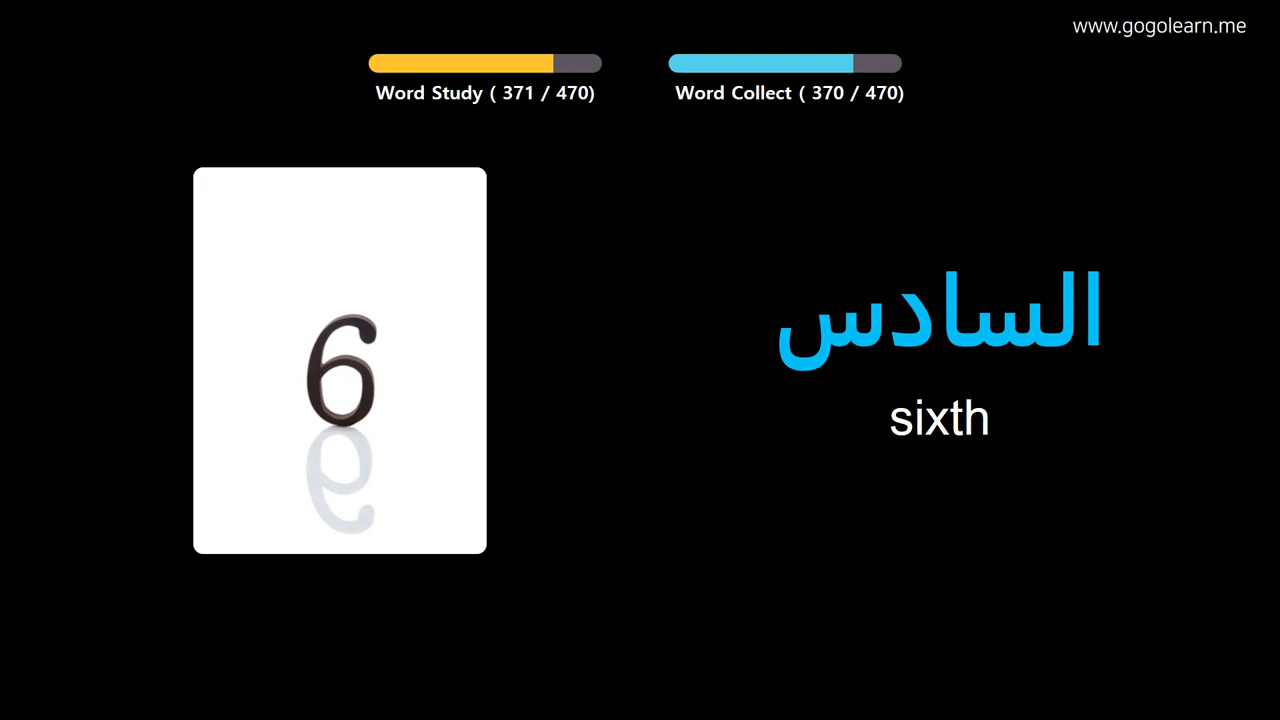 www.gogolearn.me
Word Study ( 371 / 470)
Word Collect ( 370 / 470)
6
السادس
sixth